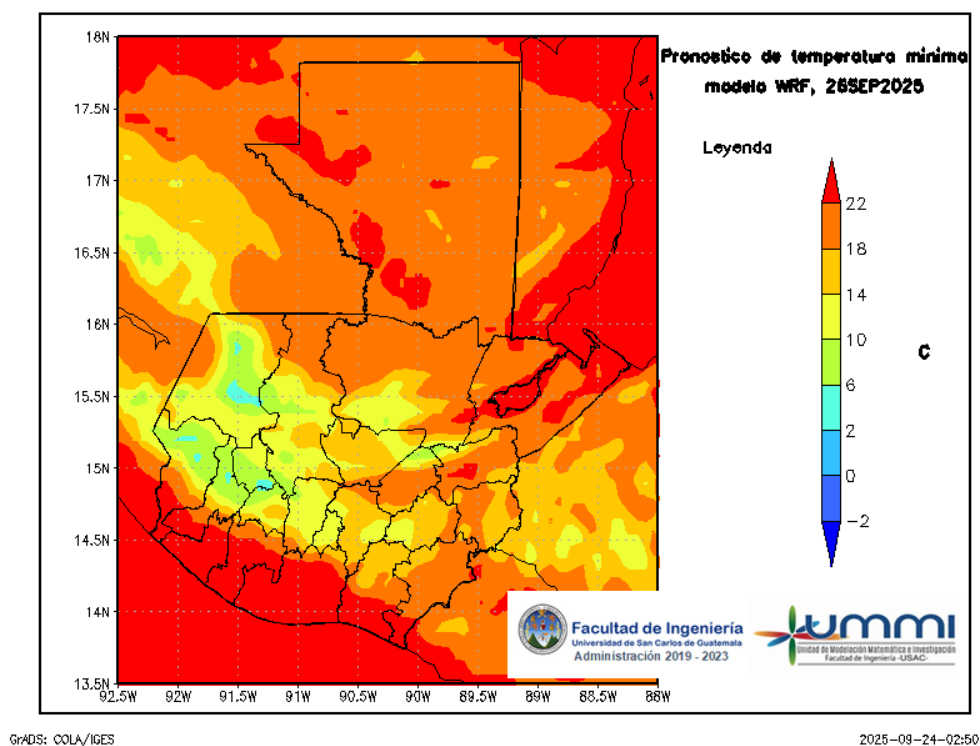 Pronostico de temperatura minima
modelo WRF, 26SEP2025
Leyenda
22
18
14
10
6
2
0
-2
C
18N
17.5N
17N
16.5N
16N
15.5N
15N
14.5N
14N
13.5N
92.5W
92W
91.5W
91W
90.5W
90W
89.5W
89W
88.5W
88W
Facultad de Ingeniería
Universidad de San Carlos de Guatemala
Administración 2019 - 2023
ummi
Unidad de Modelación Matemática e Investigación
Facultad de Ingeniería -USAC-
GrADS: COLA/IGES
2025-09-24-02:50